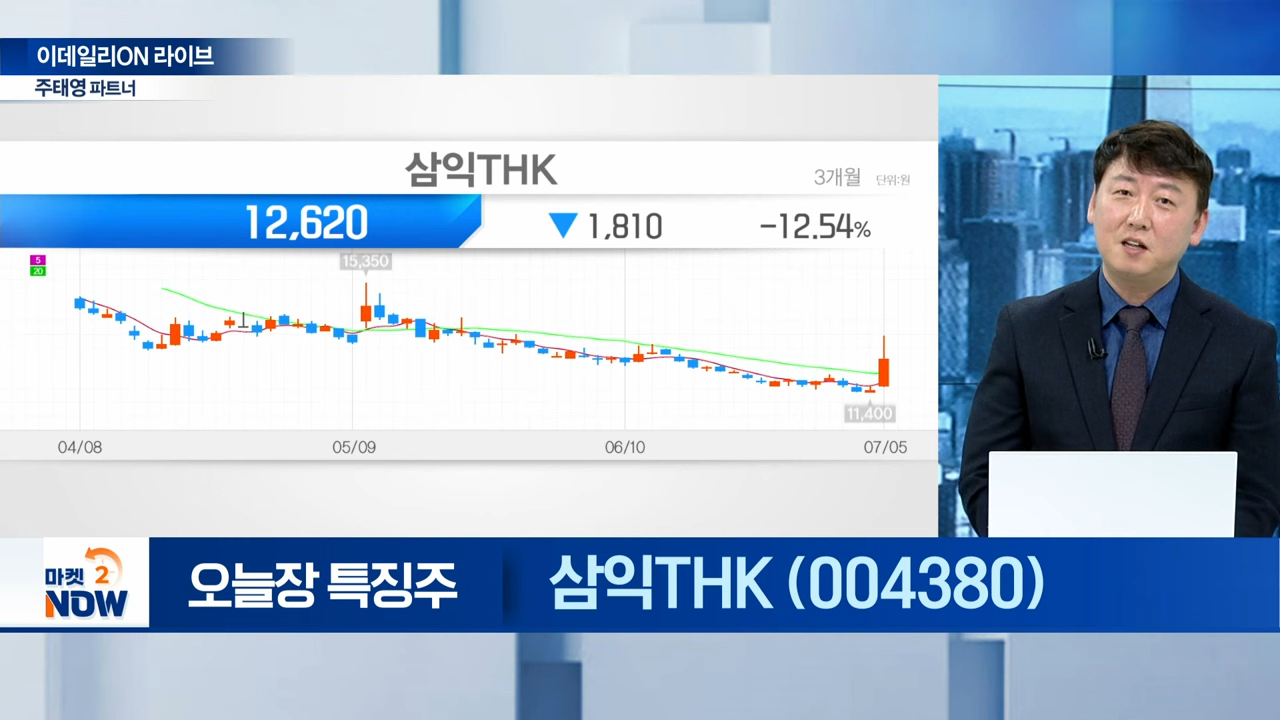 이데일리ON 라이브
주태영 파트너
삼익THK
3개월 단위:원
12,620 ▼ 1,810 -12.54%
5
20
15,350
11,400
04/08 05/09 06/10 07/05
마켓 2
NOW
오늘장 특징주 삼익THK (004380)